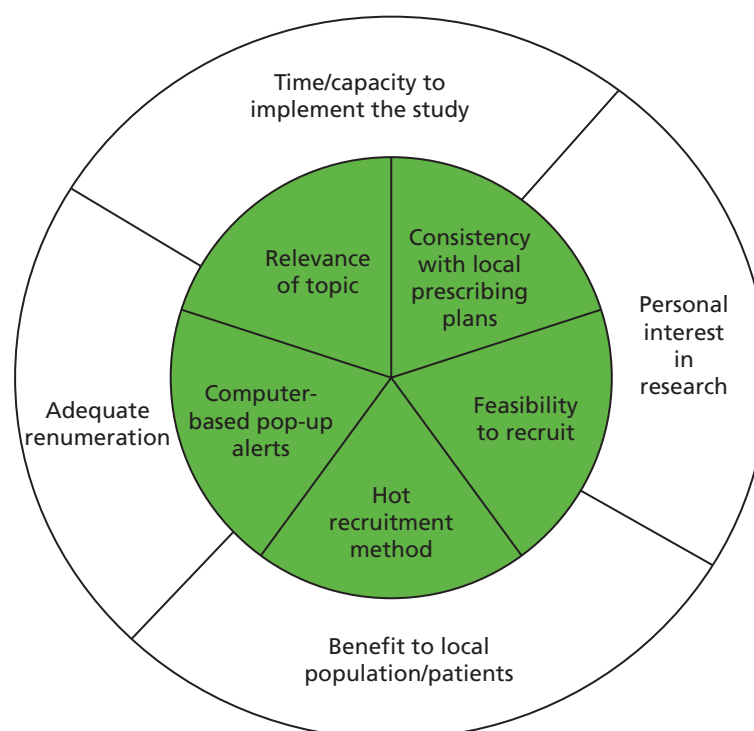 Time/capacity to
implement the study
Relevance
of topic
Consistency
with local
prescribing
plans
Personal
interest
in
research
Adequate
renumeration
Computer-
based pop-up
alerts
Feasibility
to recruit
Hot
recruitment
method
Benefit to local
population/patients